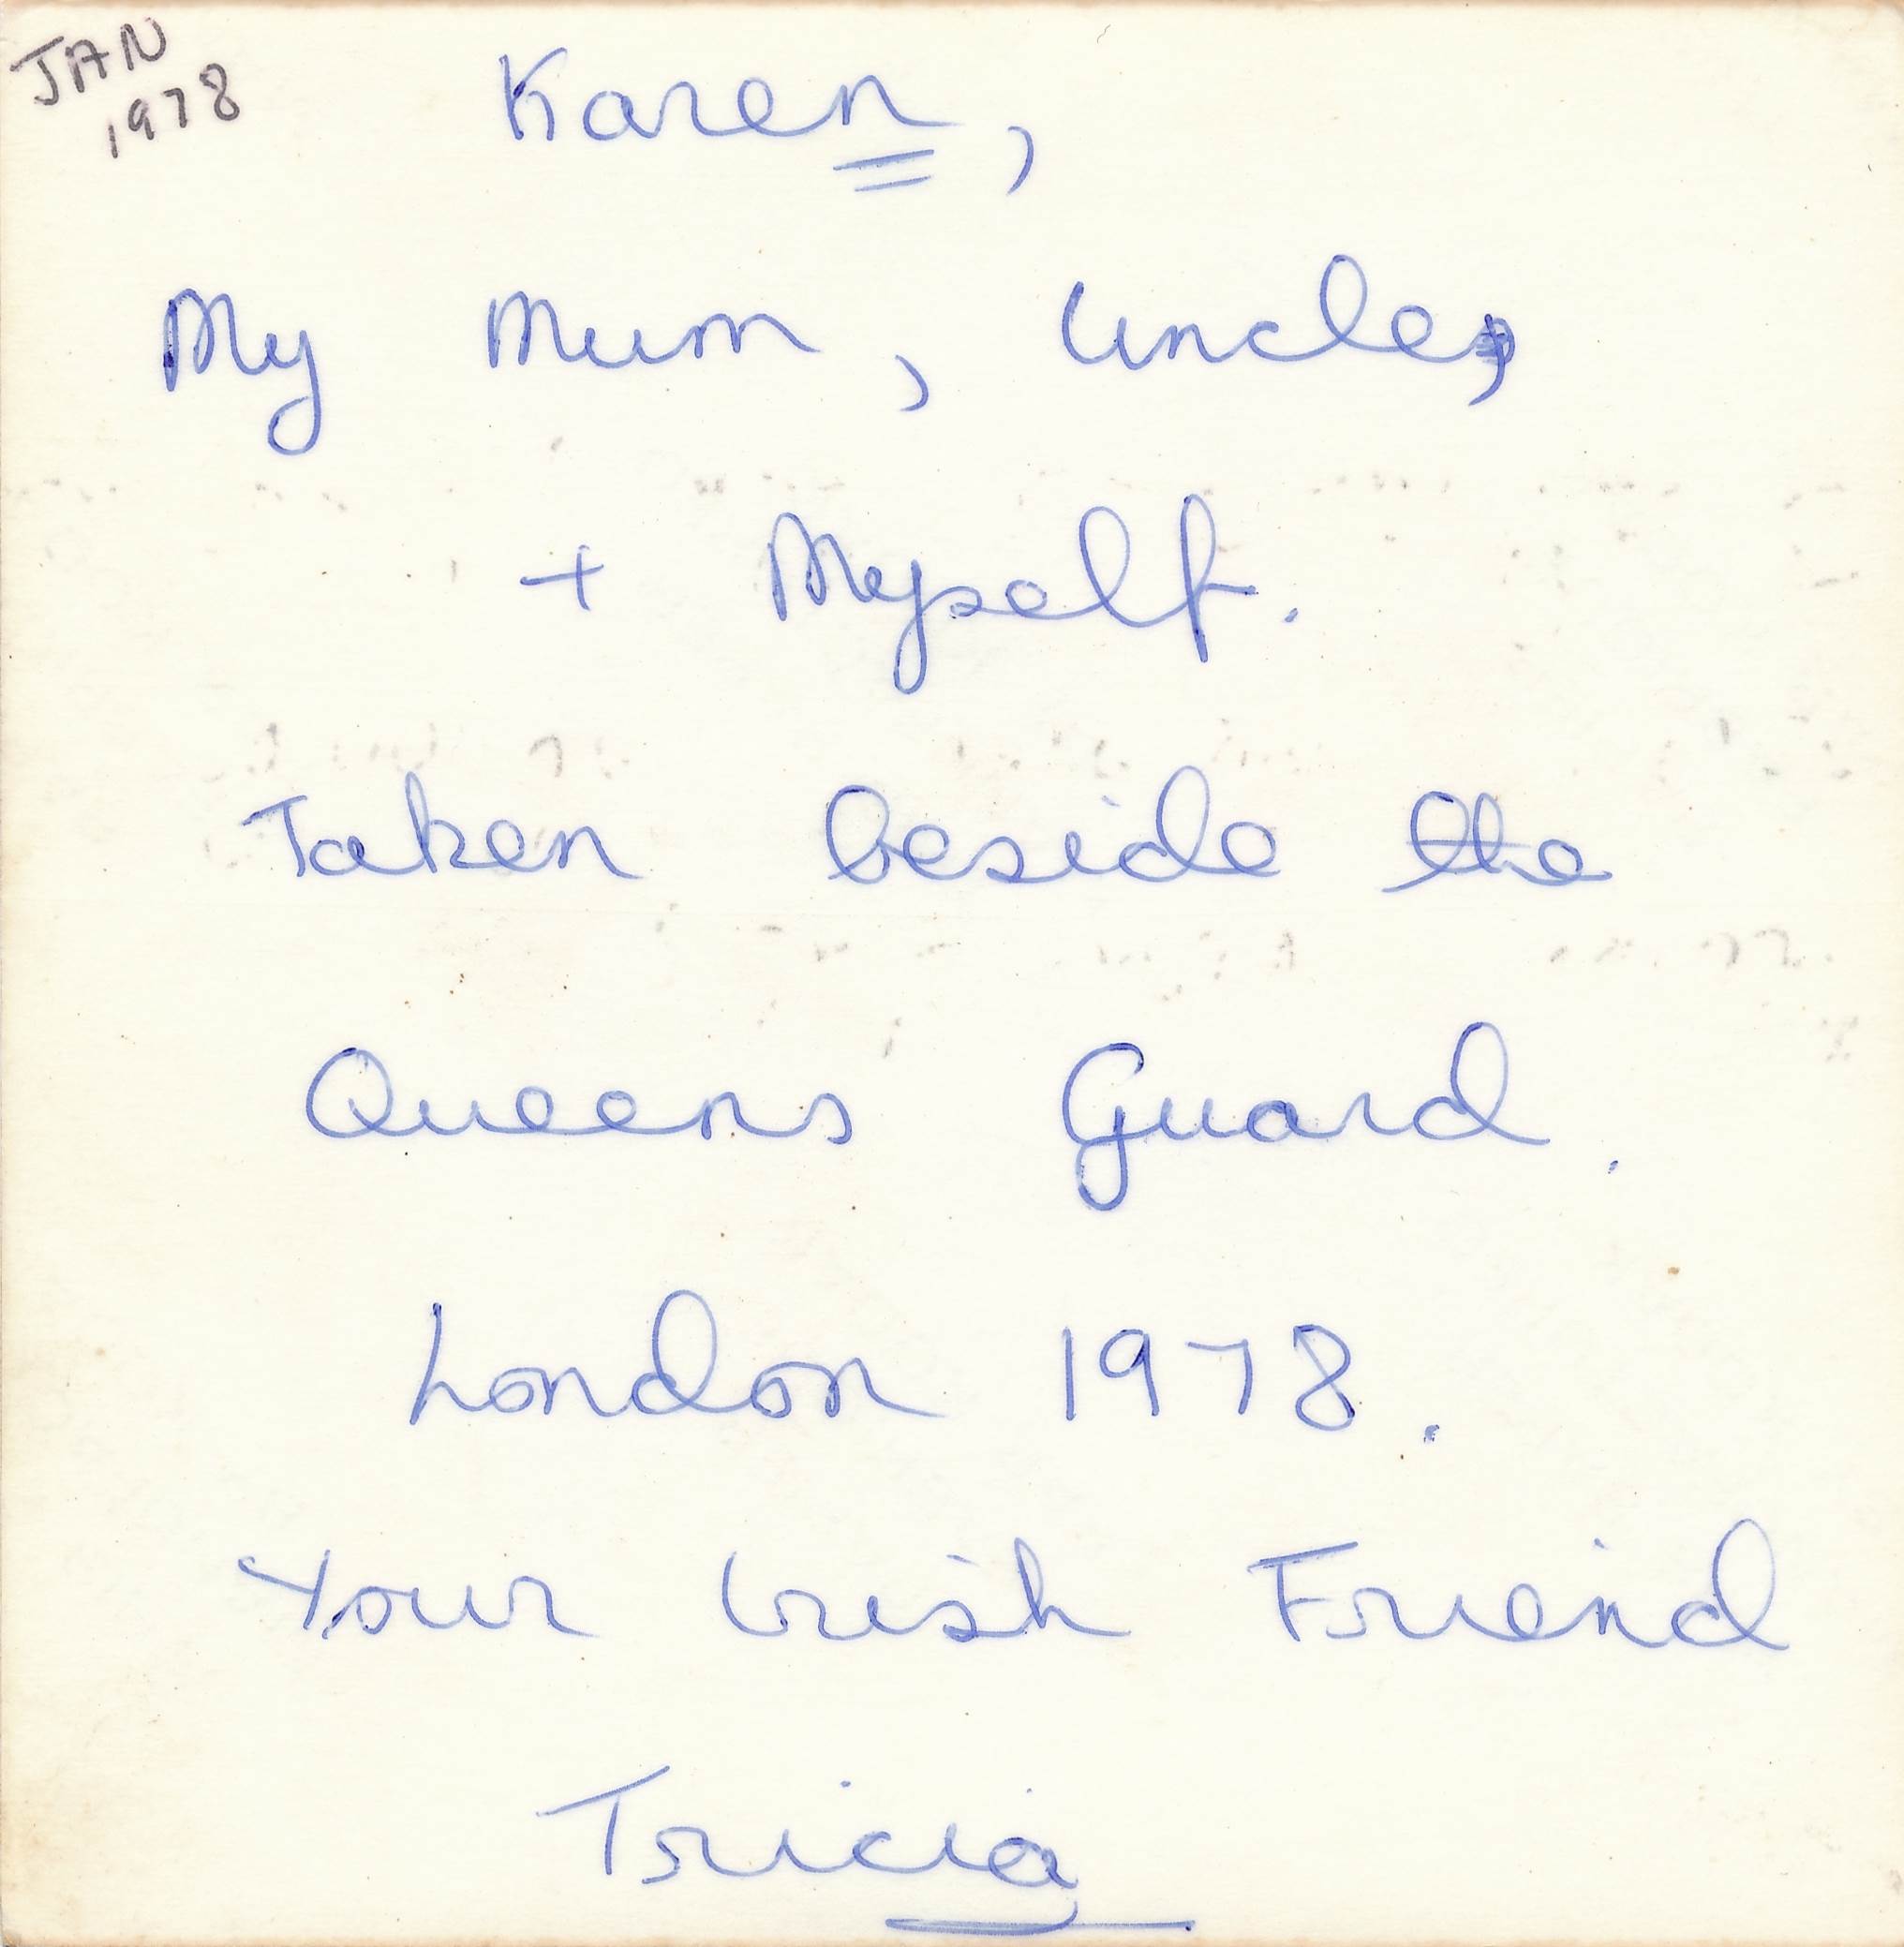 JAN
1978
Karen,
My Mum, Uncle,
+ Myself.
Taken beside the
Queens Guard.
London 1978.
Your Irish Friend
Tricia